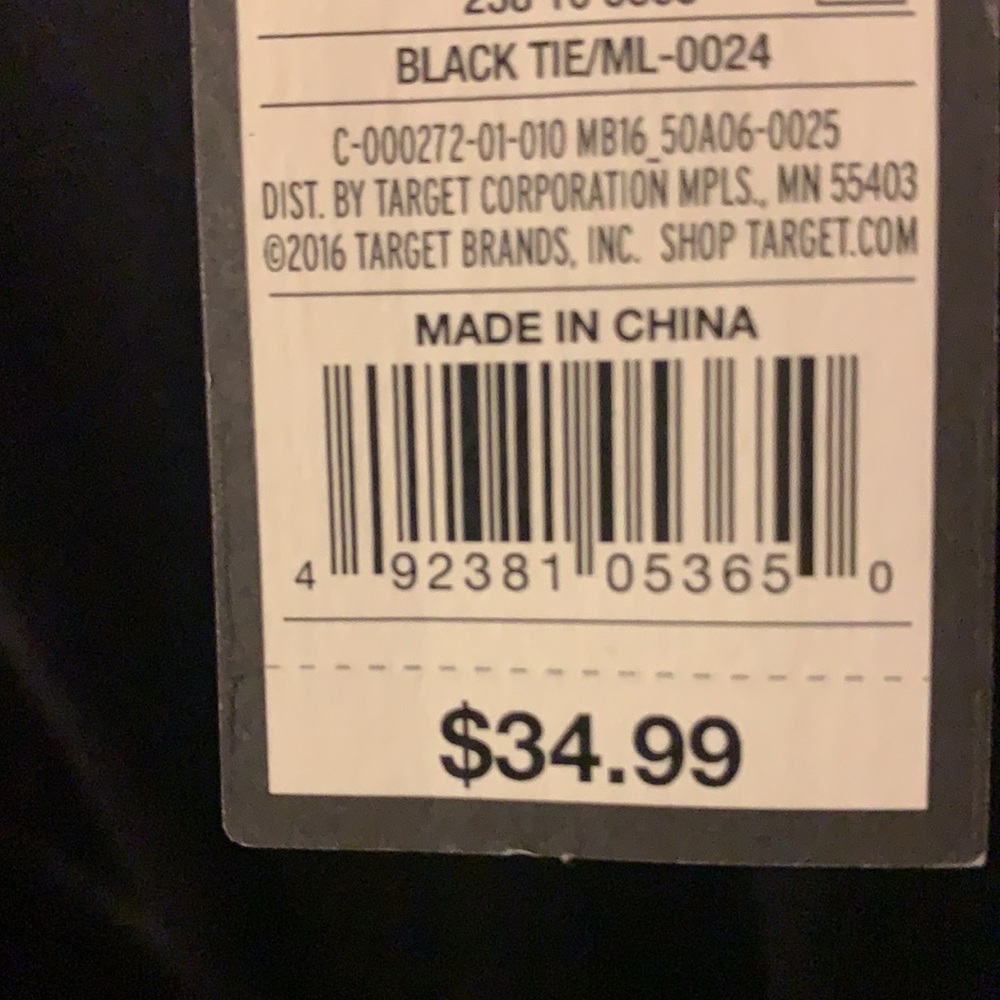 BLACK TIE/ML-0024
C-000272-01-010 MB16_50A06-0025
DIST. BY TARGET CORPORATION MPLS., MN 55403
©2016 TARGET BRANDS, INC. SHOP TARGET.COM
MADE IN CHINA
4 92381 05365 0
$34.99